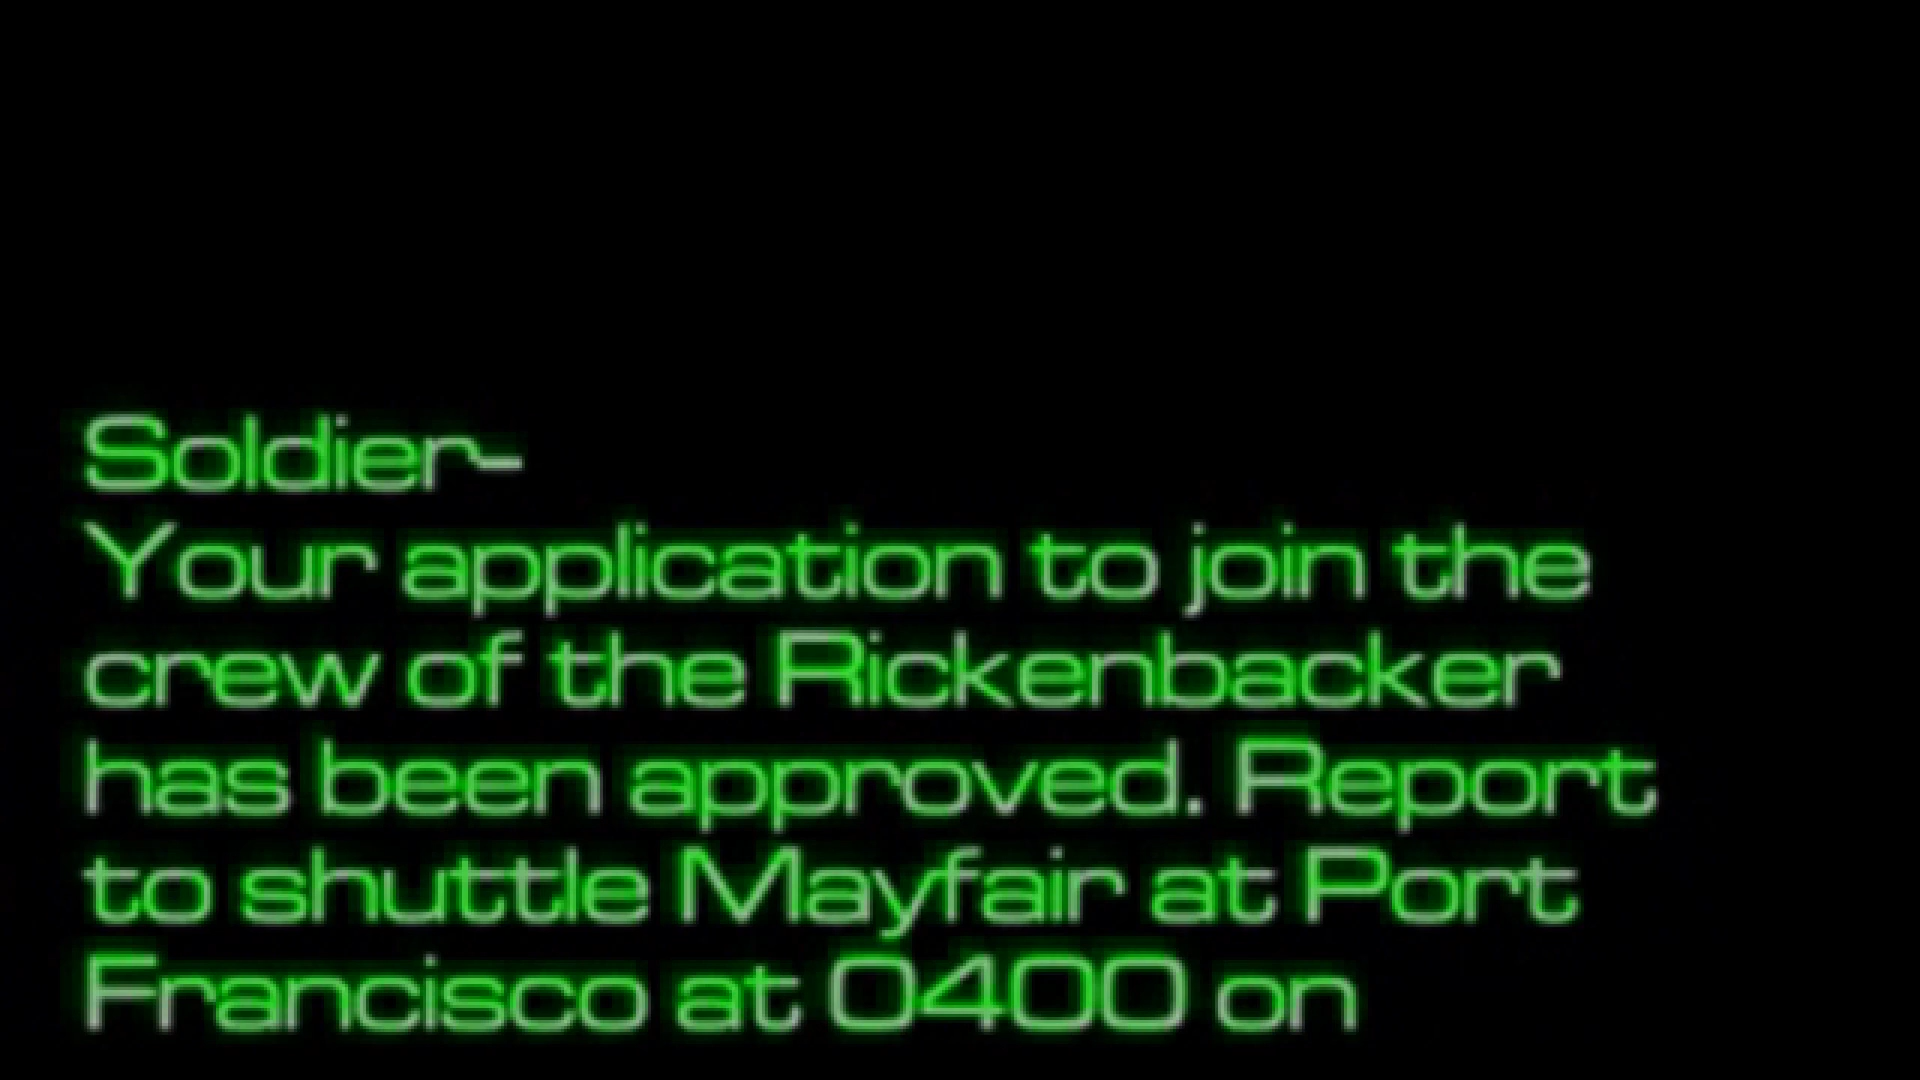 Soldier-
Your application to join the
crew of the Rickenbacker
has been approved. Report
to shuttle Mayfair at Port
Francisco at 0400 on